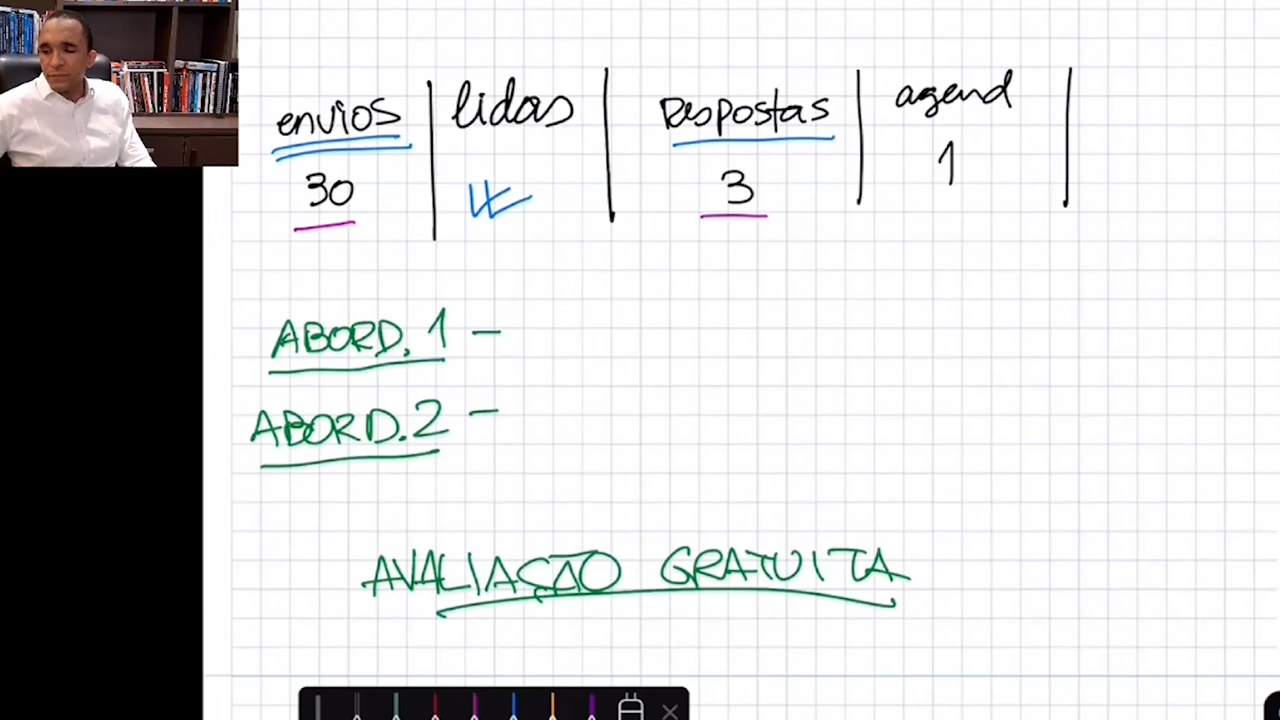 envios lidas Respostas agend
30 3 1
ABORD. 1 -
ABORD. 2 -
AVALIAÇÃO GRATUITA